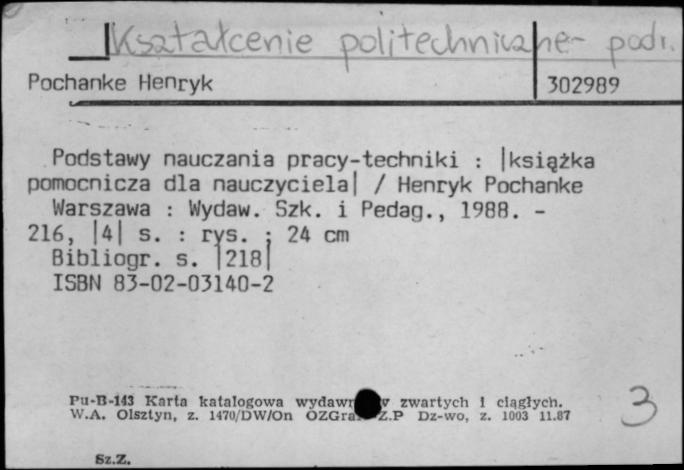 Kształcenie politechniczne - podr.
Pochanke Henryk 302989
Podstawy nauczania pracy-techniki : |książka
pomocnicza dla nauczyciela| / Henryk Pochanke
Warszawa : Wydaw. Szk. i Pedag., 1988. -
216, |4| s. : rys. ; 24 cm
Bibliogr. s. |218|
ISBN 83-02-03140-2
Pu-B-143 Karta katalogowa wydawn w zwartych i ciągłych.
W.A. Olsztyn, z. 1470/DW/On OZGraf Z.P Dz-wo, z. 1003 11.87
3
Sz.Z.